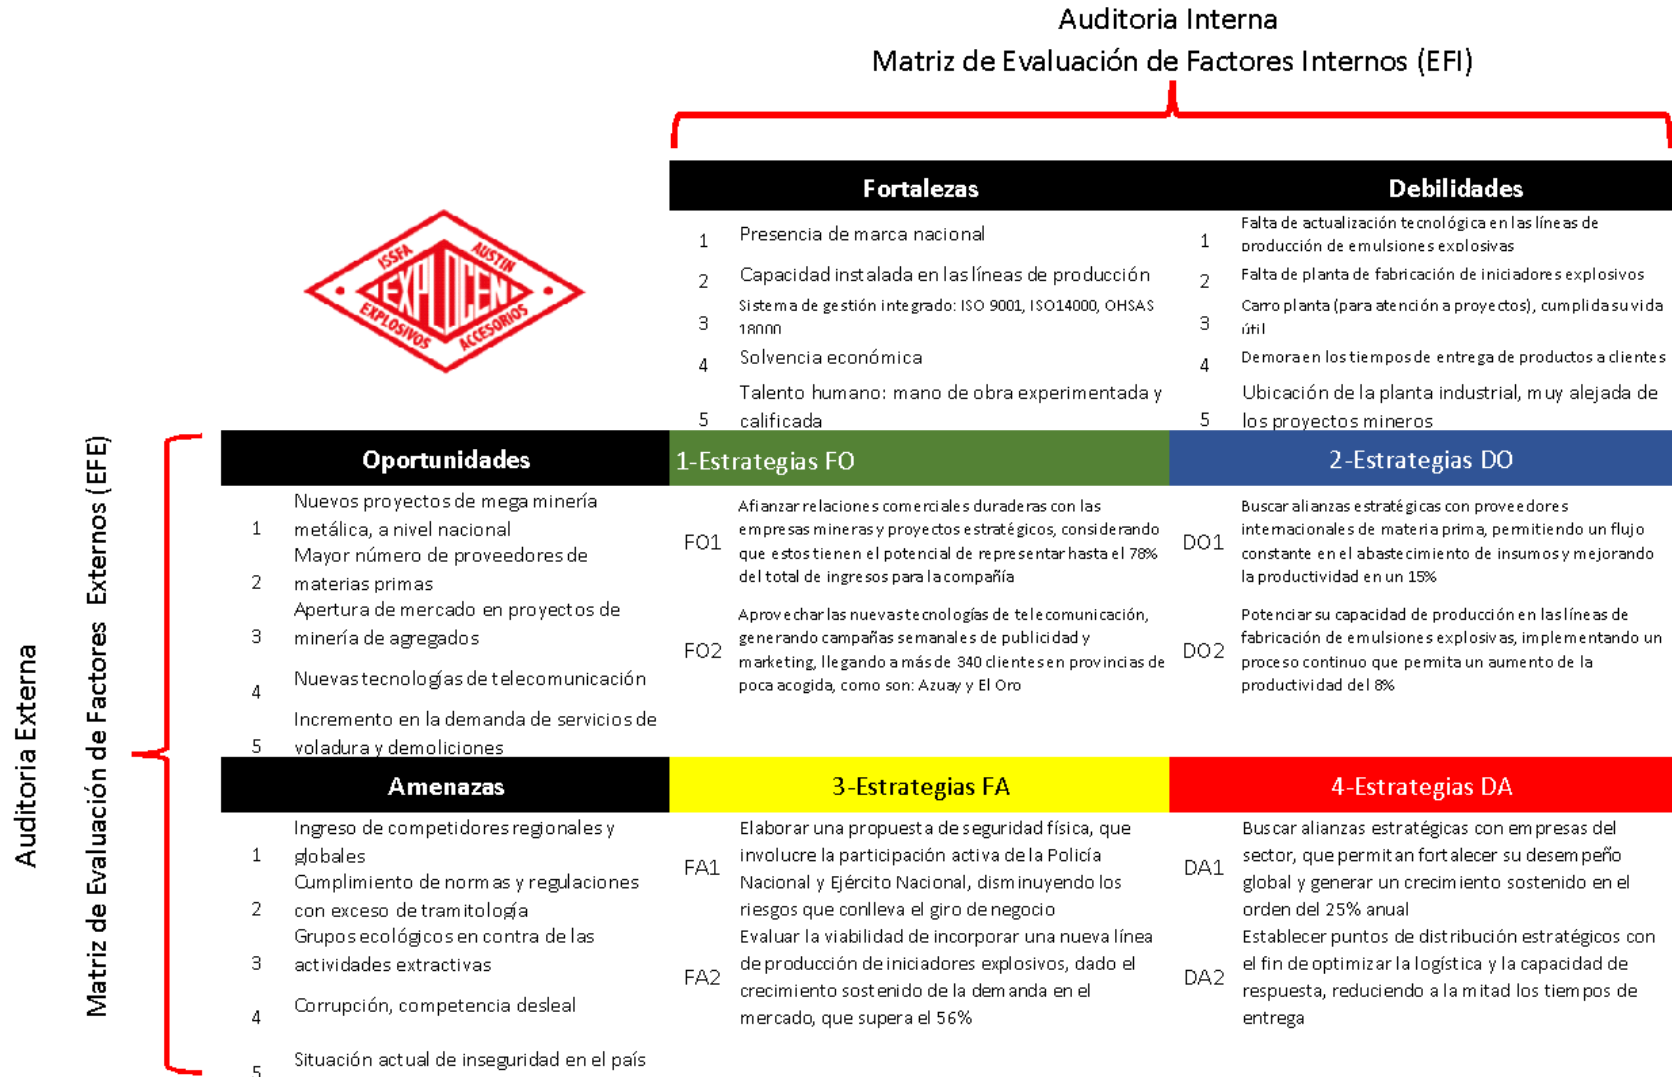 Auditoria Interna
Matriz de Evaluación de Factores Internos (EFI)
Fortalezas
Debilidades
ISSFA
AUSTIN
EXPLOCEN
EXPLOSIVOS
ACCESORIOS
1
Presencia de marca nacional
2
Capacidad instalada en las líneas de producción
3
Sistema de gestión integrado: ISO 9001, ISO14000, OHSAS
18000
4
Solvencia económica
5
Talento humano: mano de obra experimentada y
calificada
1
Falta de actualización tecnológica en las líneas de
producción de emulsiones explosivas
2
Falta de planta de fabricación de iniciadores explosivos
3
Carro planta (para atención a proyectos), cumplida su vida
útil
4
Demora en los tiempos de entrega de productos a clientes
5
Ubicación de la planta industrial, muy alejada de
los proyectos mineros
Auditoria Externa
Matriz de Evaluación de Factores Externos (EFE)
Oportunidades
1-Estrategias FO
2-Estrategias DO
1
Nuevos proyectos de mega minería
metálica, a nivel nacional
2
Mayor número de proveedores de
materias primas
3
Apertura de mercado en proyectos de
minería de agregados
4
Nuevas tecnologías de telecomunicación
5
Incremento en la demanda de servicios de
voladura y demoliciones
FO1
Afianzar relaciones comerciales duraderas con las
empresas mineras y proyectos estratégicos, considerando
que estos tienen el potencial de representar hasta el 78%
del total de ingresos para la compañía
FO2
Aprovechar las nuevas tecnologías de telecomunicación,
generando campañas semanales de publicidad y
marketing, llegando a más de 340 clientes en provincias de
poca acogida, como son: Azuay y El Oro
DO1
Buscar alianzas estratégicas con proveedores
internacionales de materia prima, permitiendo un flujo
constante en el abastecimiento de insumos y mejorando
la productividad en un 15%
DO2
Potenciar su capacidad de producción en las líneas de
fabricación de emulsiones explosivas, implementando un
proceso continuo que permita un aumento de la
productividad del 8%
Amenazas
3-Estrategias FA
4-Estrategias DA
1
Ingreso de competidores regionales y
globales
2
Cumplimiento de normas y regulaciones
con exceso de tramitología
3
Grupos ecológicos en contra de las
actividades extractivas
4
Corrupción, competencia desleal
5
Situación actual de inseguridad en el país
FA1
Elaborar una propuesta de seguridad física, que
involucre la participación activa de la Policía
Nacional y Ejército Nacional, disminuyendo los
riesgos que conlleva el giro de negocio
FA2
Evaluar la viabilidad de incorporar una nueva línea
de producción de iniciadores explosivos, dado el
crecimiento sostenido de la demanda en el
mercado, que supera el 56%
DA1
Buscar alianzas estratégicas con empresas del
sector, que permitan fortalecer su desempeño
global y generar un crecimiento sostenido en el
orden del 25% anual
DA2
Establecer puntos de distribución estratégicos con
el fin de optimizar la logística y la capacidad de
respuesta, reduciendo a la mitad los tiempos de
entrega